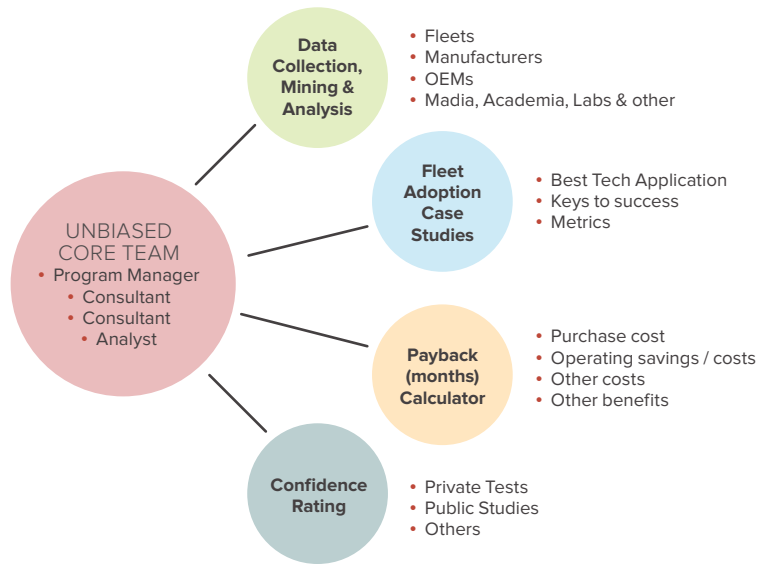 Data
Collection,
Mining &
Analysis
• Fleets
• Manufacturers
• OEMs
• Madia, Academia, Labs & other
Fleet
Adoption
Case
Studies
• Best Tech Application
• Keys to success
• Metrics
UNBIASED
CORE TEAM
• Program Manager
• Consultant
• Consultant
• Analyst
Payback
(months)
Calculator
• Purchase cost
• Operating savings / costs
• Other costs
• Other benefits
Confidence
Rating
• Private Tests
• Public Studies
• Others